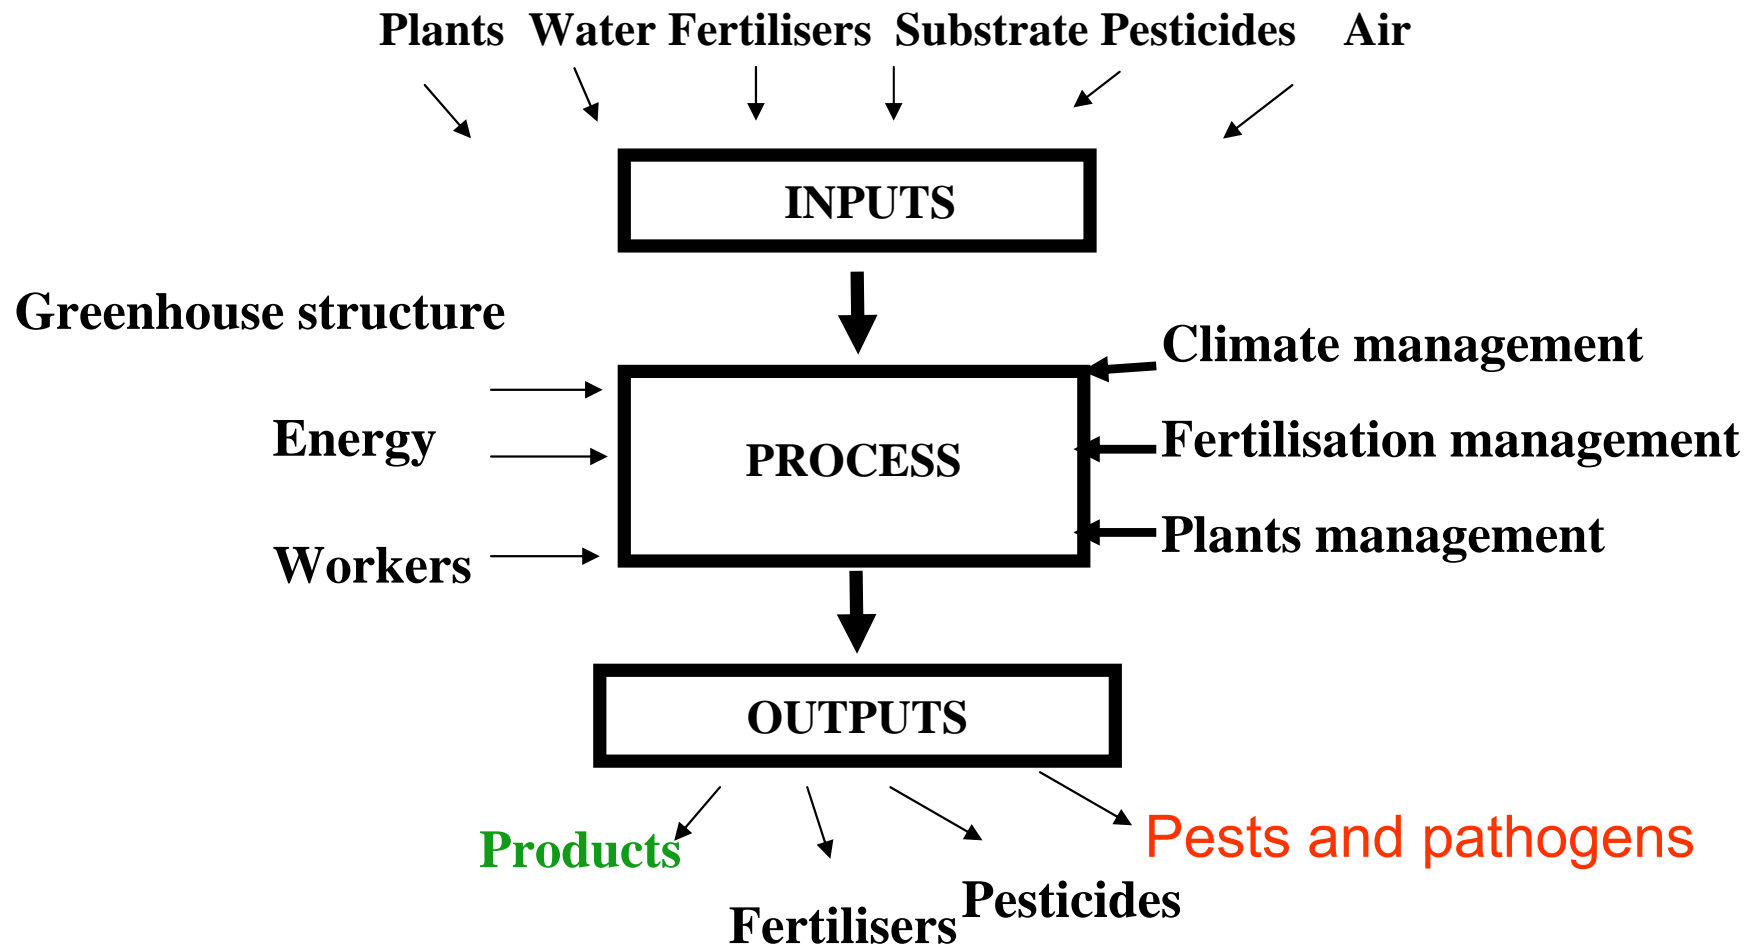 Plants Water Fertilisers Substrate Pesticides Air
INPUTS
Greenhouse structure
Climate management
Energy
PROCESS
Fertilisation management
Workers
Plants management
OUTPUTS
Products
Pests and pathogens
Fertilisers
Pesticides